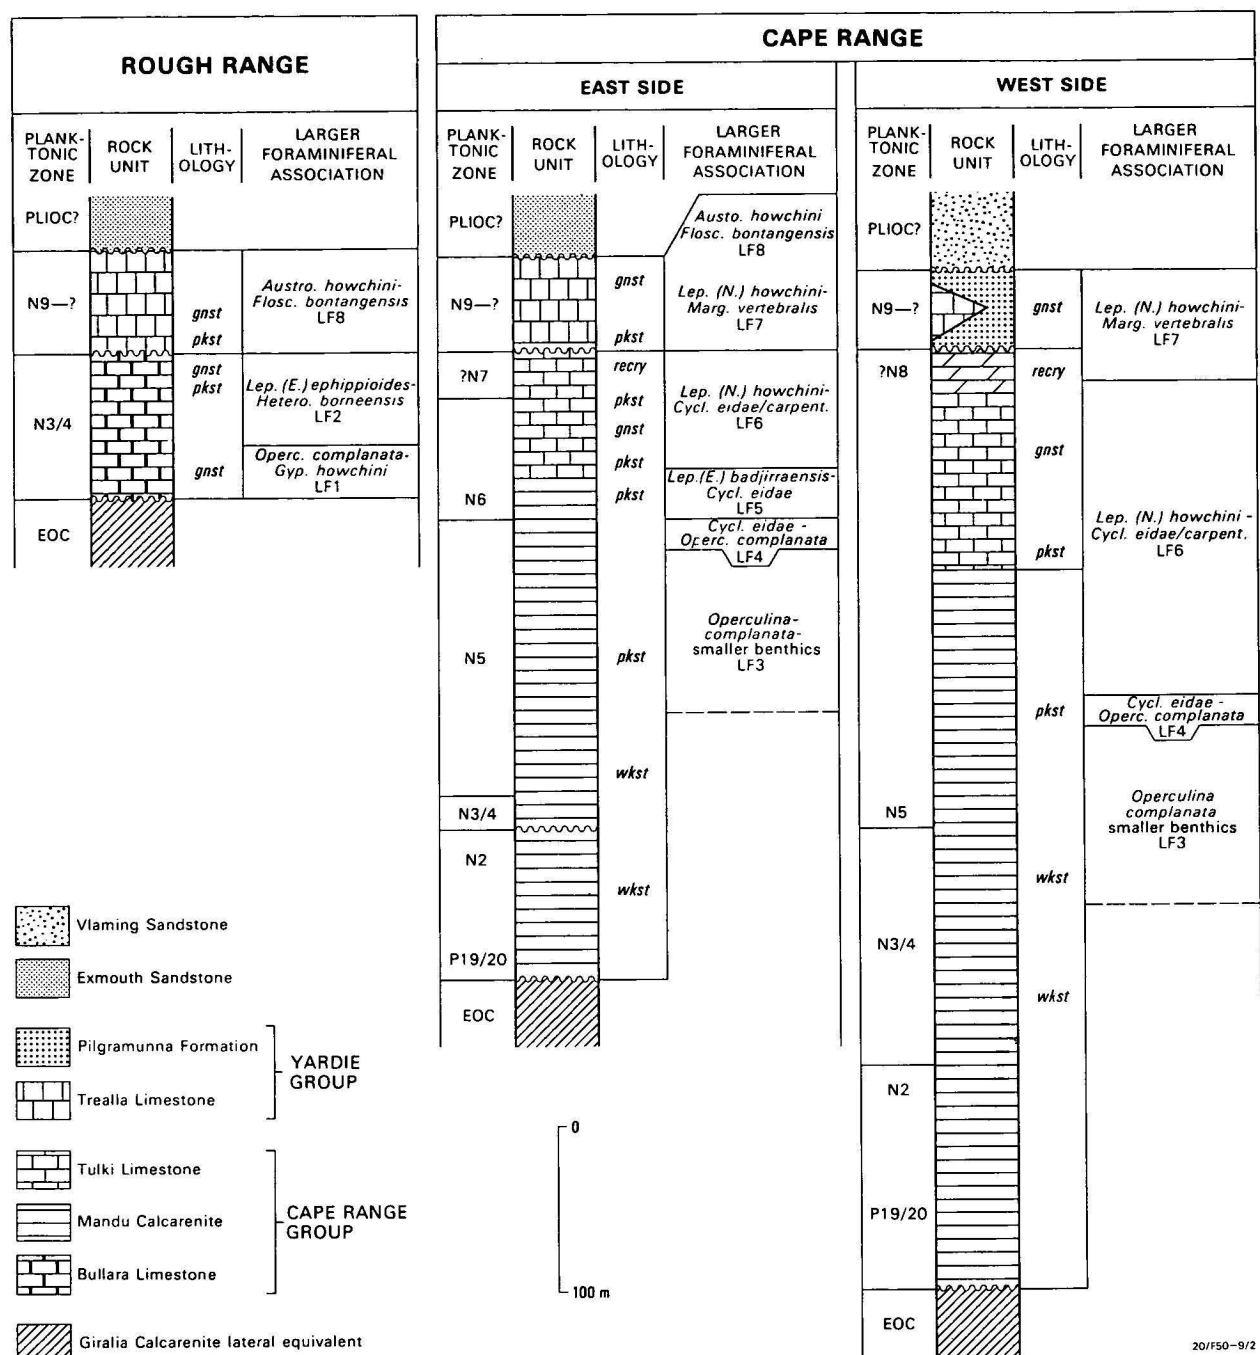 ROUGH RANGE
PLANK-
TONIC
ZONE
ROCK
UNIT
LITH-
OLOGY
LARGER
FORAMINIFERAL
ASSOCIATION
PLIOC?
N9—?
gnst
pkst
Austro. howchini-
Flosc. bontangensis
LF8
N3/4
gnst
pkst
Lep. (E.) ephippioides-
Hetero. borneensis
LF2
gnst
Operc. complanata-
Gyp. howchini
LF1
EOC
CAPE RANGE
EAST SIDE
PLANK-
TONIC
ZONE
ROCK
UNIT
LITH-
OLOGY
LARGER
FORAMINIFERAL
ASSOCIATION
PLIOC?
Austo. howchini
Flosc. bontangensis
LF8
N9—?
gnst
pkst
Lep. (N.) howchini-
Marg. vertebralis
LF7
?N7
recry
pkst
gnst
pkst
Lep. (N.) howchini-
Cycl. eidae/carpent.
LF6
N6
pkst
Lep.(E.) badjirraensis-
Cycl. eidae
LF5
Cycl. eidae -
Operc. complanata
LF4
N5
pkst
Operculina-
complanata-
smaller benthics
LF3
wkst
N3/4
N2
wkst
P19/20
EOC
WEST SIDE
PLANK-
TONIC
ZONE
ROCK
UNIT
LITH-
OLOGY
LARGER
FORAMINIFERAL
ASSOCIATION
PLIOC?
N9—?
gnst
Lep. (N.) howchini-
Marg. vertebralis
LF7
?N8
recry
gnst
pkst
Lep. (N.) howchini -
Cycl. eidae/carpent.
LF6
pkst
Cycl. eidae -
Operc. complanata
LF4
N5
Operculina
complanata
smaller benthics
LF3
wkst
N3/4
wkst
N2
P19/20
EOC
Vlaming Sandstone
Exmouth Sandstone
Pilgramunna Formation
Trealla Limestone
YARDIE
GROUP
Tulki Limestone
Mandu Calcarenite
Bullara Limestone
CAPE RANGE
GROUP
Giralia Calcarenite lateral equivalent
0
100 m
20/F50-9/2